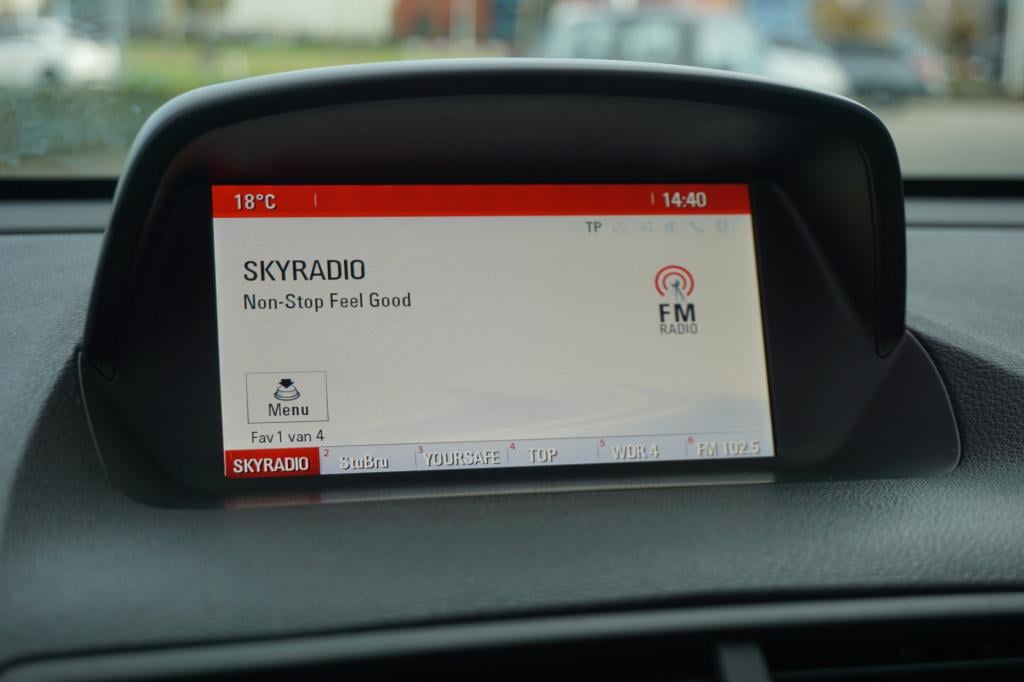 18°C 14:40
TP
SKYRADIO
Non-Stop Feel Good
FM
RADIO
Menu
Fav 1 van 4
SKYRADIO 2 StuBru 3 YOURSAFE 4 TOP 5 WDR 4 6 FM 102.5